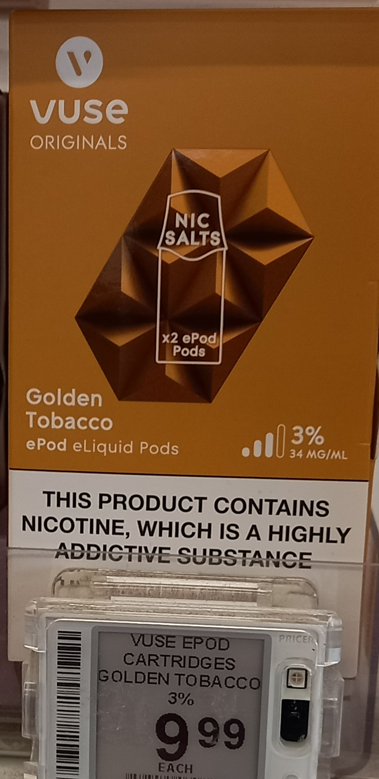 VUSE
ORIGINALS
NIC
SALTS
x2 ePod
Pods
Golden
Tobacco
ePod eLiquid Pods
3%
34 MG/ML
THIS PRODUCT CONTAINS
NICOTINE, WHICH IS A HIGHLY
ADDICTIVE SUBSTANCE
PRICER
VUSE EPOD
CARTRIDGES
GOLDEN TOBACCO
3%
9 99
EACH